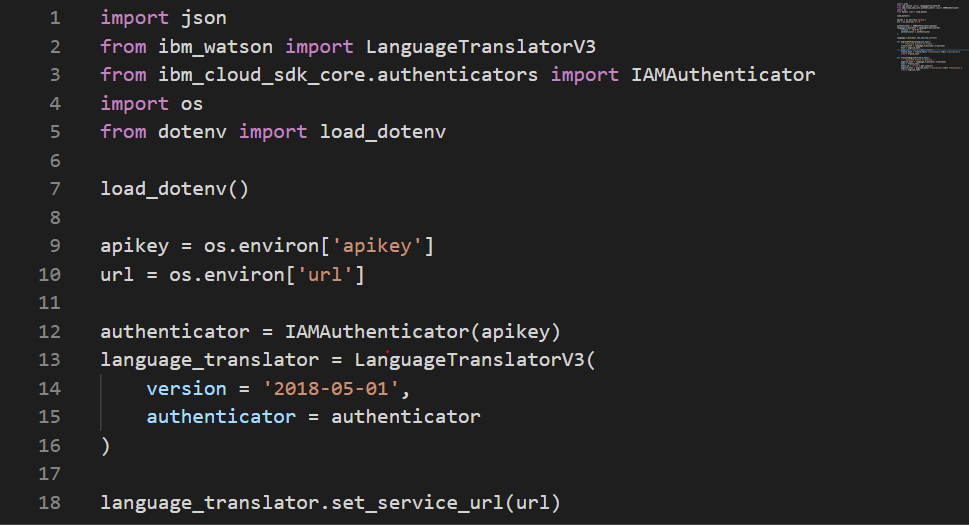 1 import json
2 from ibm_watson import LanguageTranslatorV3
3 from ibm_cloud_sdk_core.authenticators import IAMAuthenticator
4 import os
5 from dotenv import load_dotenv
6
7 load_dotenv()
8
9 apikey = os.environ['apikey']
10 url = os.environ['url']
11
12 authenticator = IAMAuthenticator(apikey)
13 language_translator = LanguageTranslatorV3(
14     version = '2018-05-01',
15     authenticator = authenticator
16 )
17
18 language_translator.set_service_url(url)